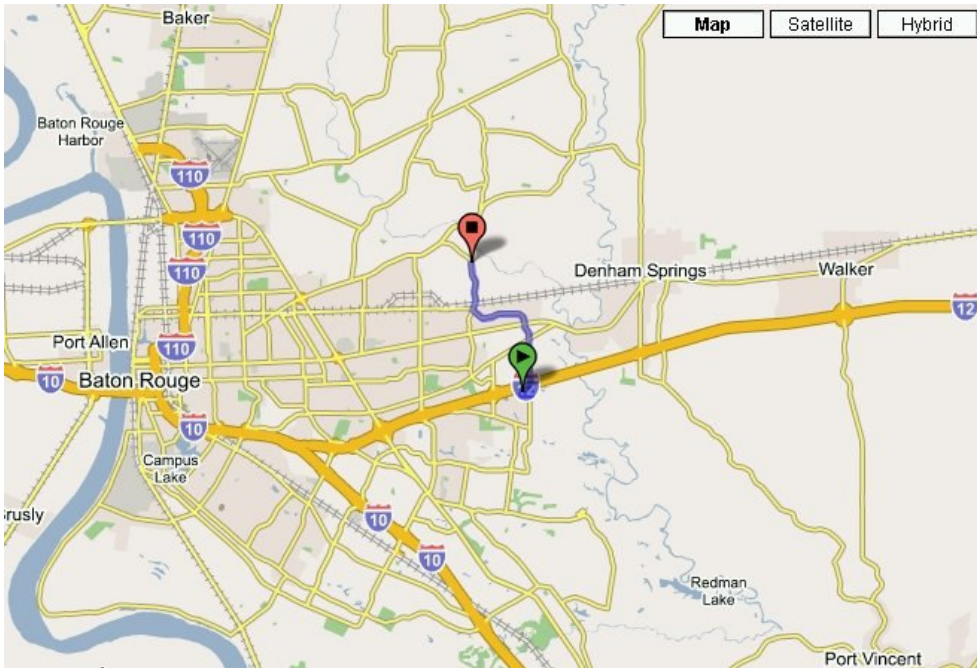 Baker
Map
Satellite
Hybrid
Baton Rouge
Harbor
110
110
110
Denham Springs
Walker
12
Port Allen
110
10
Baton Rouge
10
Campus
Lake
rusly
10
10
Redman
Lake
Port Vincent